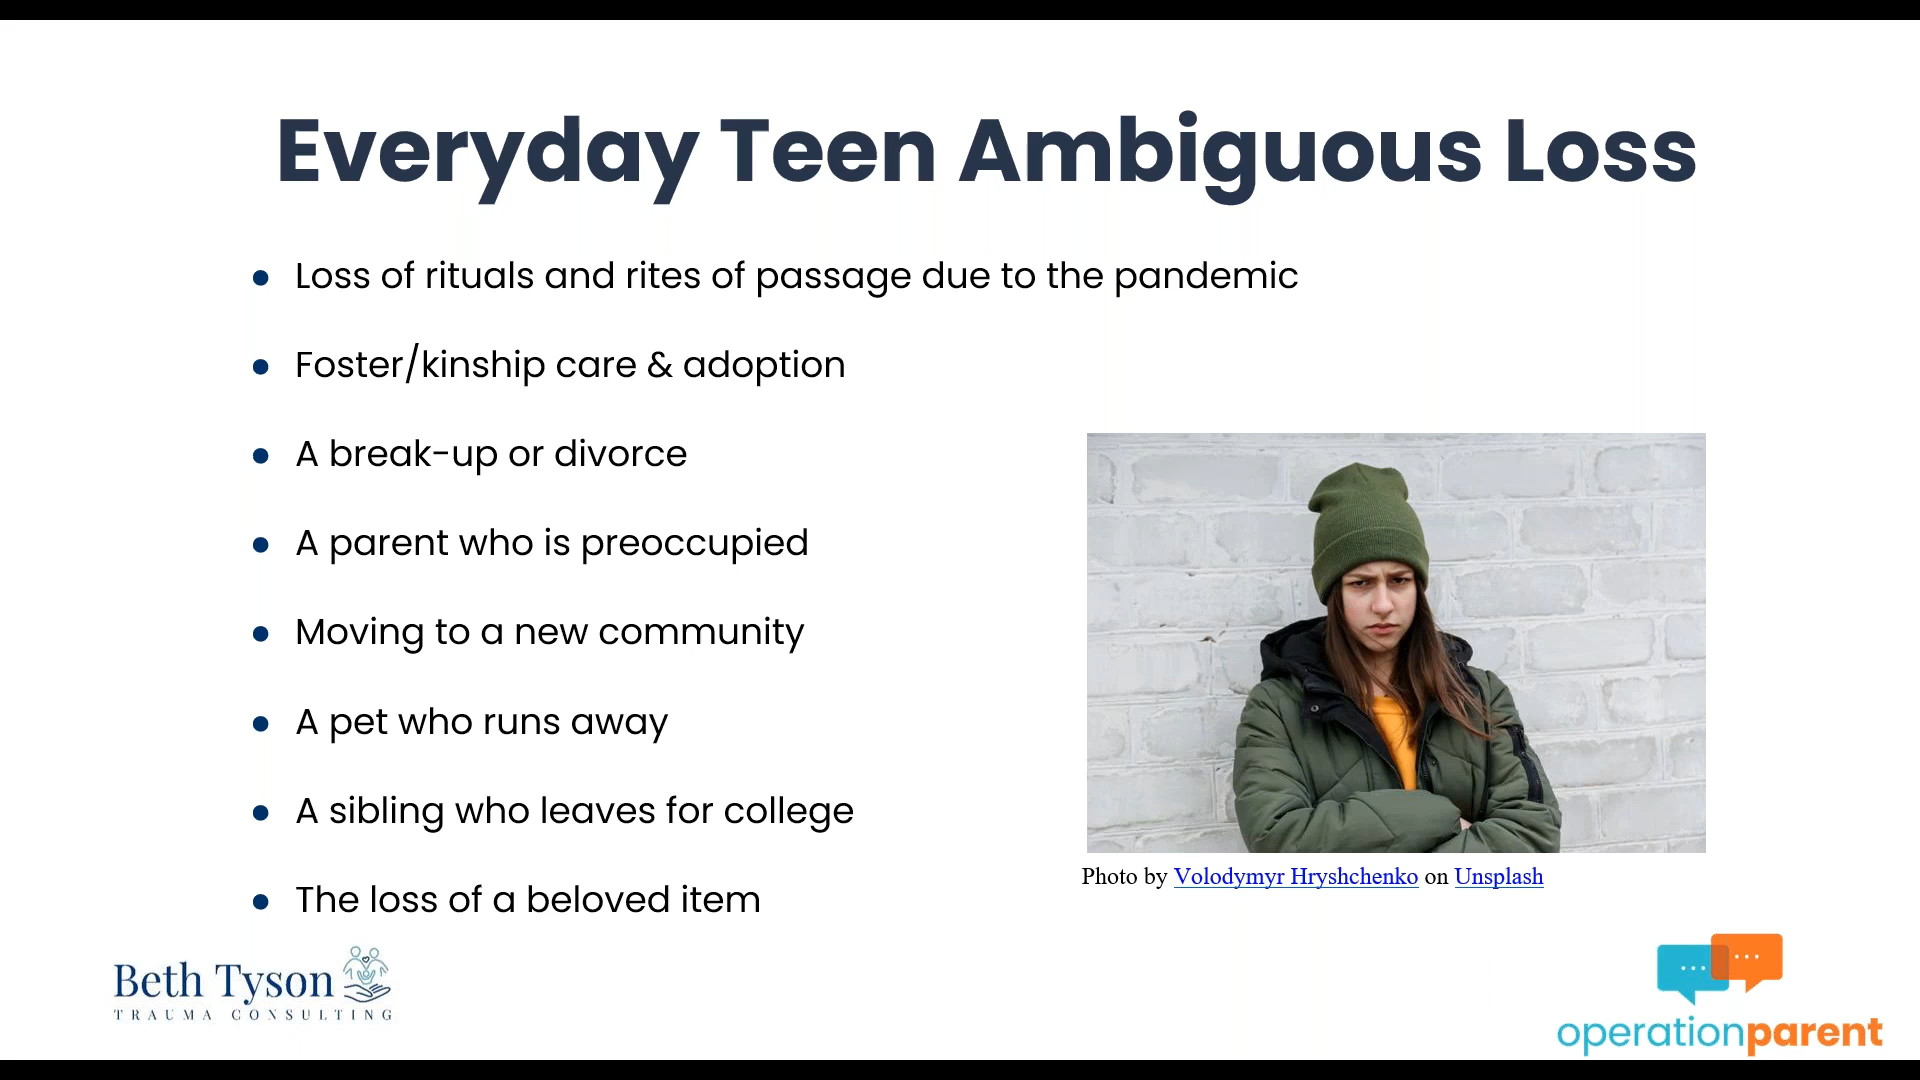 Everyday Teen Ambiguous Loss
● Loss of rituals and rites of passage due to the pandemic
● Foster/kinship care & adoption
● A break-up or divorce
● A parent who is preoccupied
● Moving to a new community
● A pet who runs away
● A sibling who leaves for college
● The loss of a beloved item
Photo by Volodymyr Hryshchenko on Unsplash
Beth Tyson
TRAUMA CONSULTING
operationparent